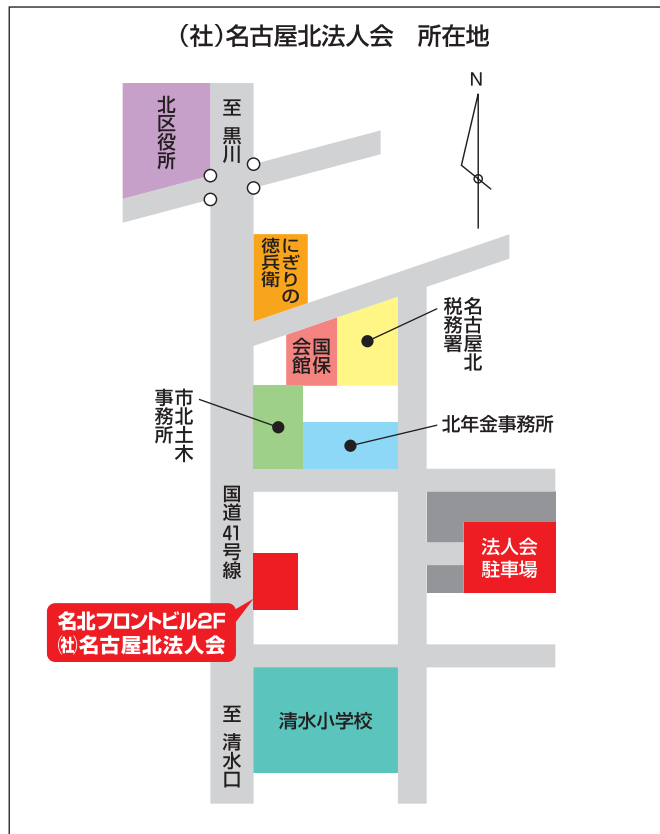 (社)名古屋北法人会　所在地
N
北区役所
至 黒川
にぎりの
徳兵衛
名古屋北
税務署
国保
会館
市北土木
事務所
北年金事務所
国道41号線
法人会
駐車場
名北フロントビル2F
(社)名古屋北法人会
清水小学校
至 清水口